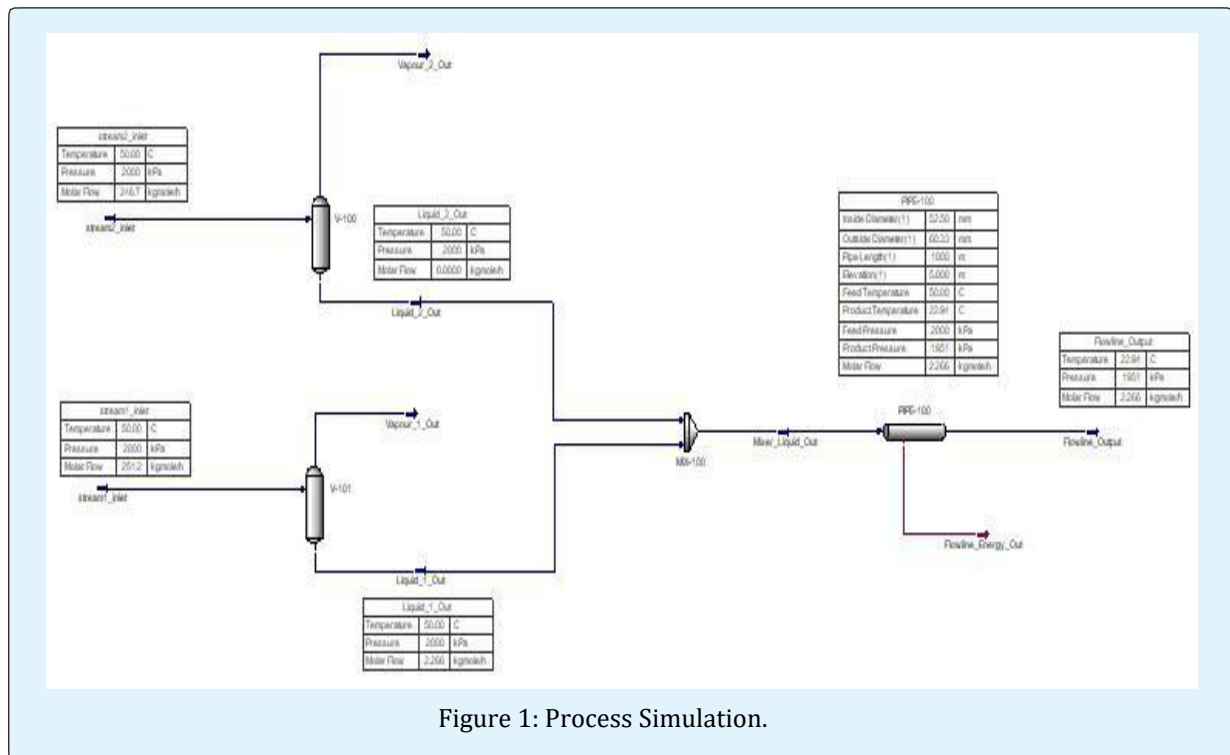 Vapour_2_Out
stream2_inlet
Temperature 50.00 C
Pressure 2000 kPa
Molar Flow kgmole/h
stream2_inlet
V-100
Liquid_2_Out
Temperature 50.00 C
Pressure 2000 kPa
Molar Flow 0.0000 kgmole/h
Liquid_2_Out
PIPE-100
Inside Diameter(1) 52.50 mm
Outside Diameter(1) 60.33 mm
Pipe Length(1) 1000 m
Elevation(1) 5.000 m
Feed Temperature 50.00 C
Product Temperature 22.91 C
Feed Pressure 2000 kPa
Product Pressure 1951 kPa
Molar Flow 2.266 kgmole/h
Flowline_Output
Temperature 22.91 C
Pressure 1951 kPa
Molar Flow 2.266 kgmole/h
stream1_inlet
Temperature 50.00 C
Pressure 2000 kPa
Molar Flow 251.2 kgmole/h
stream1_inlet
Vapour_1_Out
V-101
MIX-100
Mixer_Liquid_Out
PIPE-100
Flowline_Output
Flowline_Energy_Out
Liquid_1_Out
Liquid_1_Out
Temperature 50.00 C
Pressure 2000 kPa
Molar Flow 2.266 kgmole/h
Figure 1: Process Simulation.